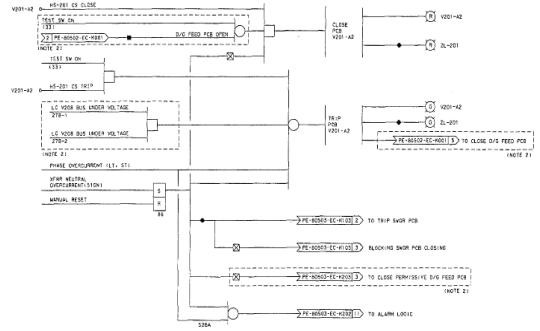 V201-A2
HS-201 CS CLOSE
TEST SW ON
(33)
2 PE-80502-EC-K001
D/G FEED PCB OPEN
(NOTE 2)
CLOSE
PCB
V201-A2
R V201-A2
R ZL-201
TEST SW ON
(33)
V201-A2
HS-201 CS TRIP
LC V208 BUS UNDER VOLTAGE
27B-1
LC V208 BUS UNDER VOLTAGE
27B-2
(NOTE 2)
TRIP
PCB
V201-A2
G V201-A2
G ZL-201
PE-80502-EC-K001 3 TO CLOSE D/G FEED PCB
(NOTE 2)
PHASE OVERCURRENT (LT, ST)
XFMR NEUTRAL
OVERCURRENT(51GN)
S
MANUAL RESET
R
86
PE-80503-EC-K103 2 TO TRIP SWGR PCB
PE-80503-EC-K103 3 BLOCKING SWGR PCB CLOSING
PE-80503-EC-K203 3 TO CLOSE PERMISSIVE D/G FEED PCB
(NOTE 2)
PE-80503-EC-K202 11 TO ALARM LOGIC